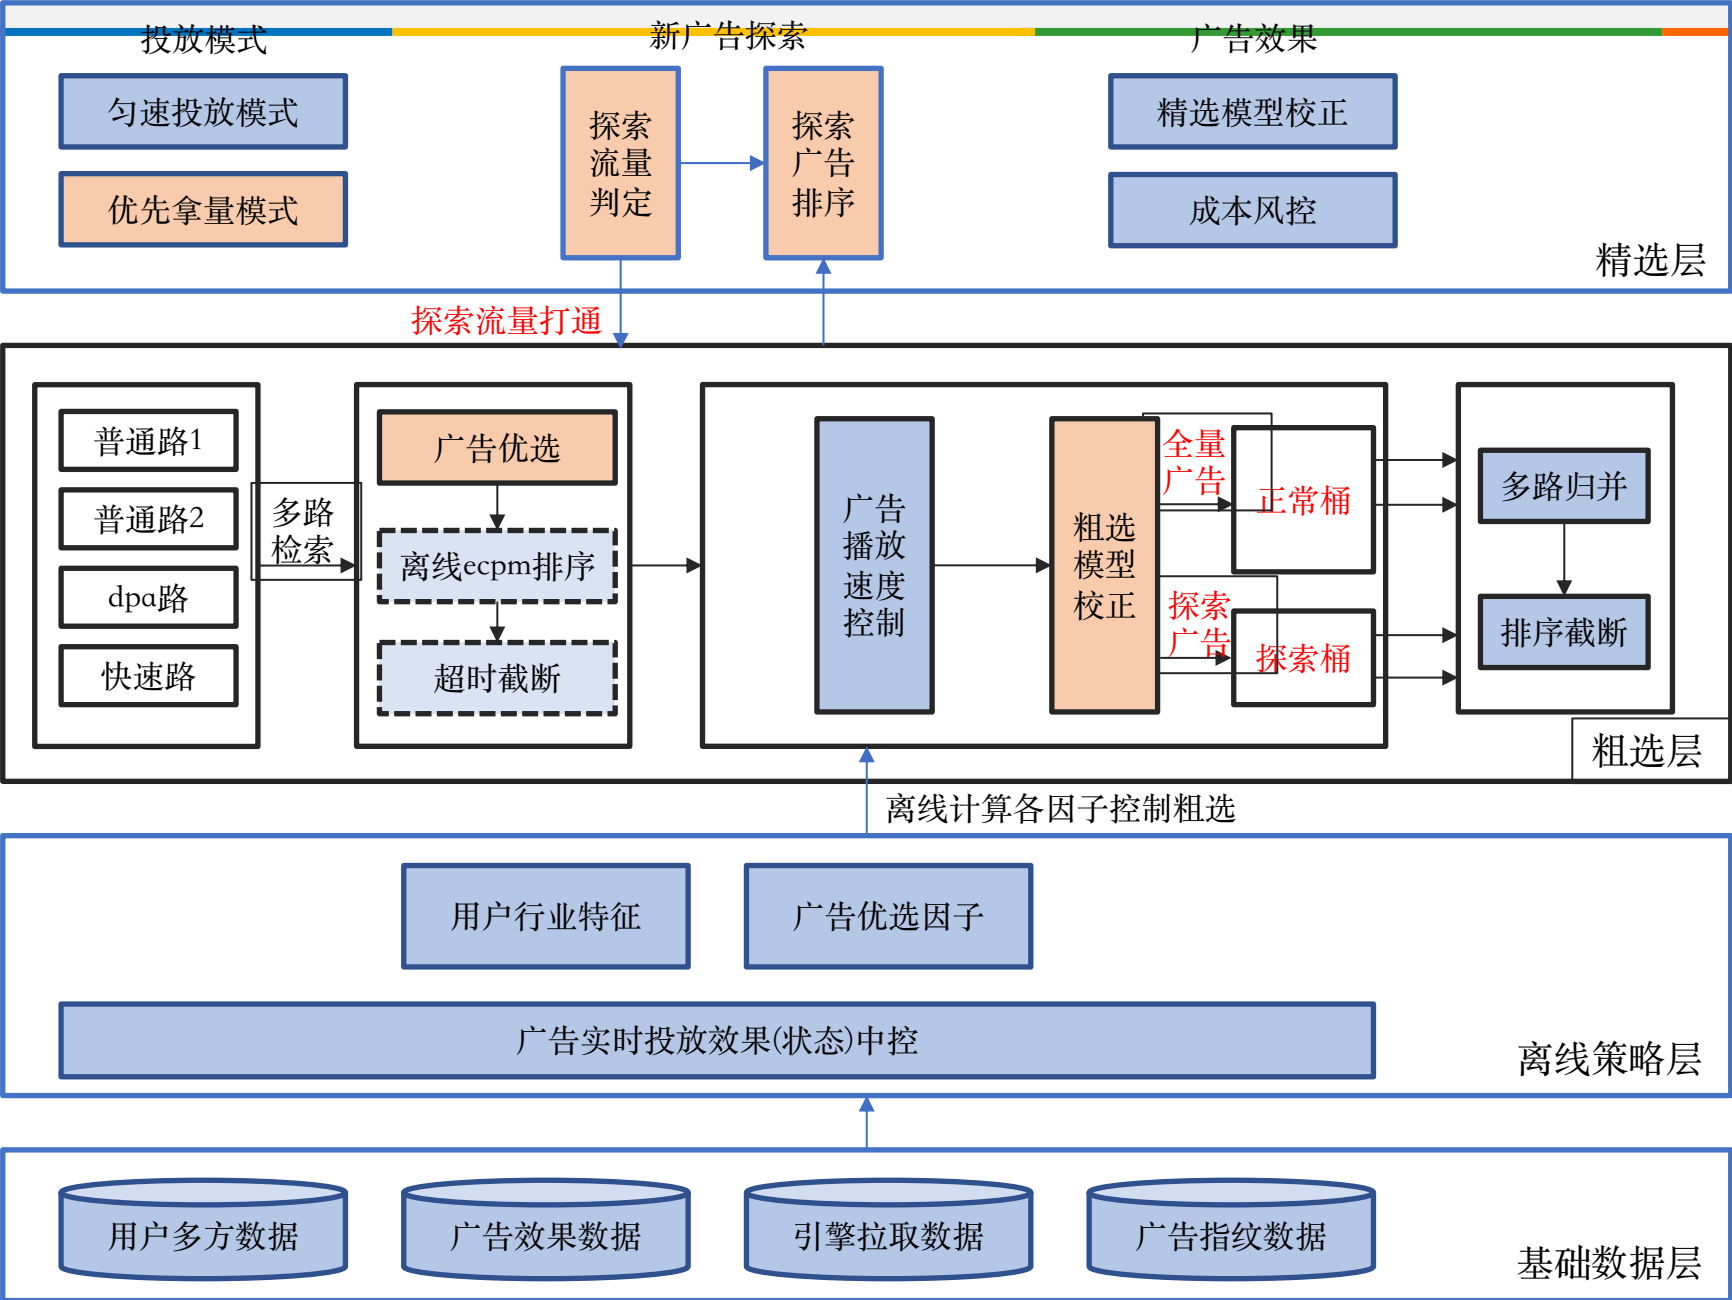 投放模式
新广告探索
广告效果
匀速投放模式
优先拿量模式
探索
流量
判定
探索
广告
排序
精选模型校正
成本风控
精选层
探索流量打通
普通路1
普通路2
dpa路
快速路
多路
检索
广告优选
离线ecpm排序
超时截断
广告
播放
速度
控制
粗选
模型
校正
全量
广告
正常桶
探索
广告
探索桶
多路归并
排序截断
粗选层
离线计算各因子控制粗选
用户行业特征
广告优选因子
广告实时投放效果(状态)中控
离线策略层
用户多方数据
广告效果数据
引擎拉取数据
广告指纹数据
基础数据层